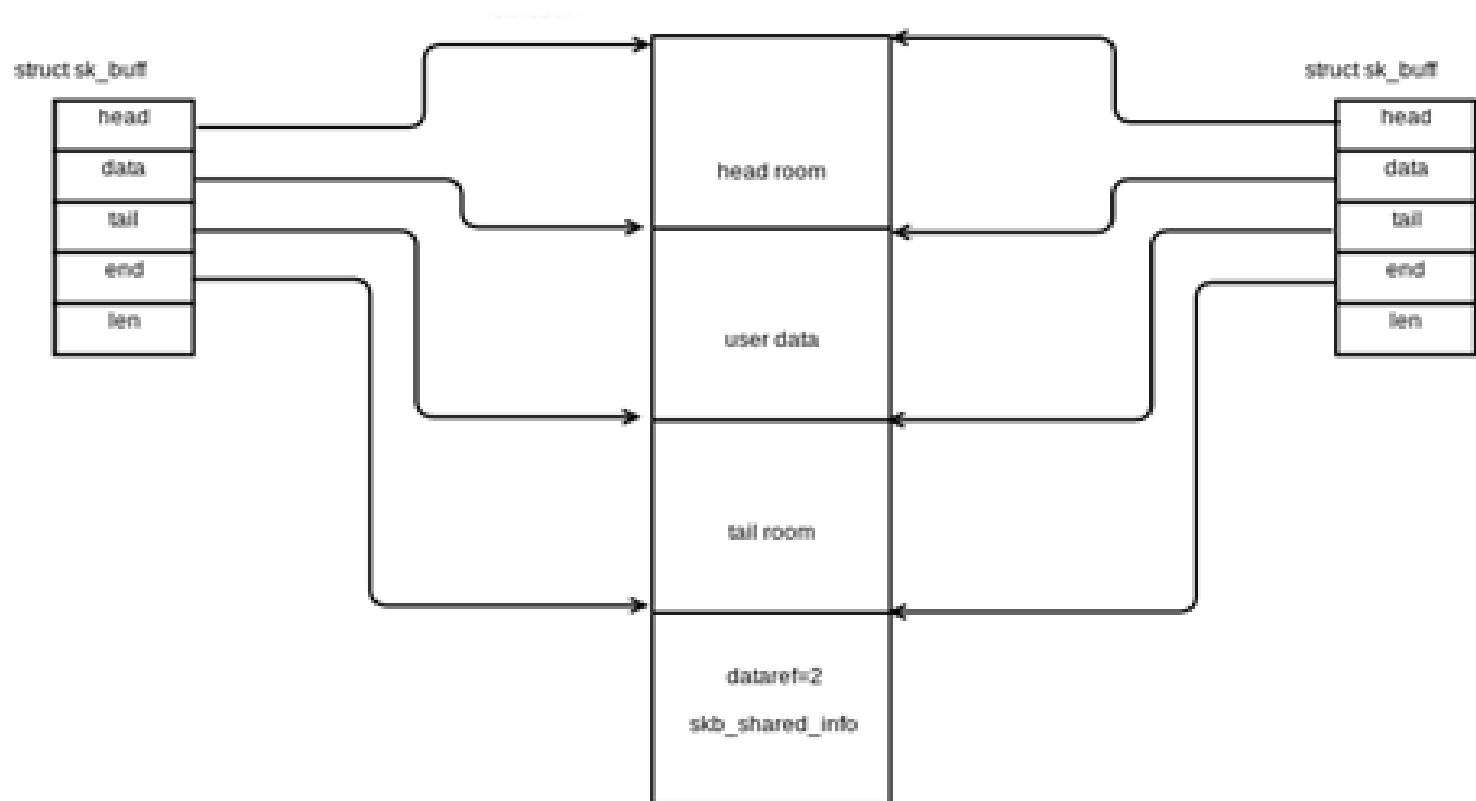 struct sk_buff
head
data
tail
end
len
head room
user data
tail room
dataref=2
skb_shared_info
struct sk_buff
head
data
tail
end
len